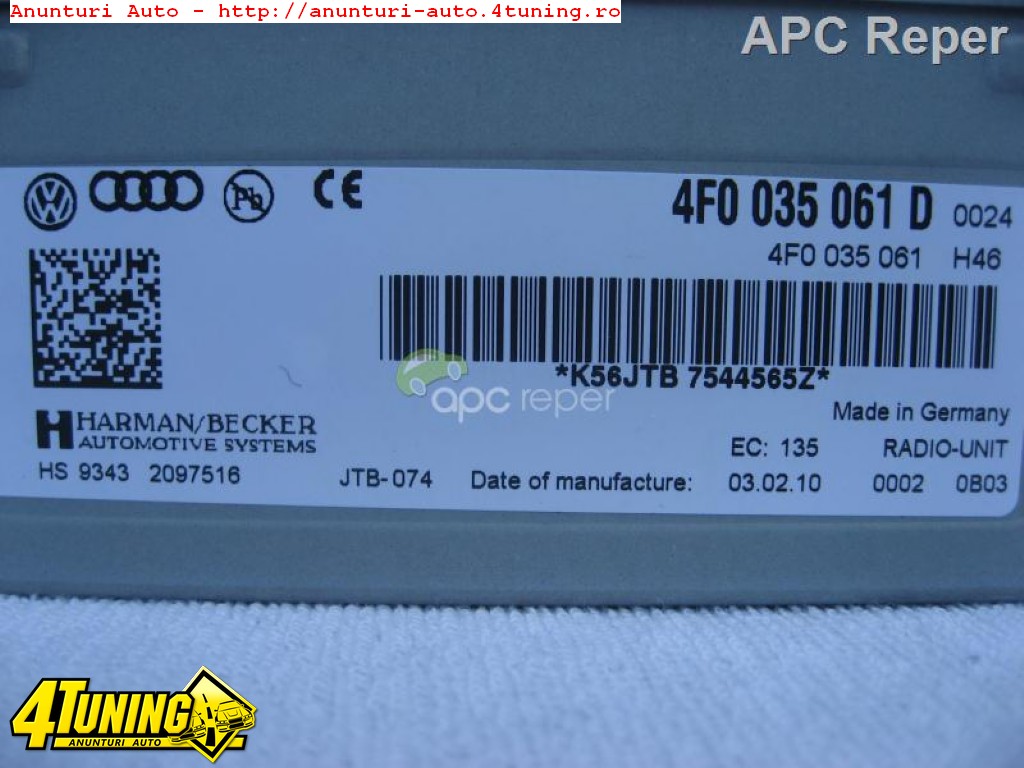 Anunturi Auto - http://anunturi-auto.4tuning.ro
APC Reper
Pb
CE
4F0 035 061 D 0024
4F0 035 061 H46
*K56JTB 7544565Z*
apc reper
HARMAN/BECKER
AUTOMOTIVE SYSTEMS
Made in Germany
EC: 135 RADIO-UNIT
HS 9343 2097516 JTB-074 Date of manufacture: 03.02.10 0002 0B03
4TUNING
ANUNTURI AUTO